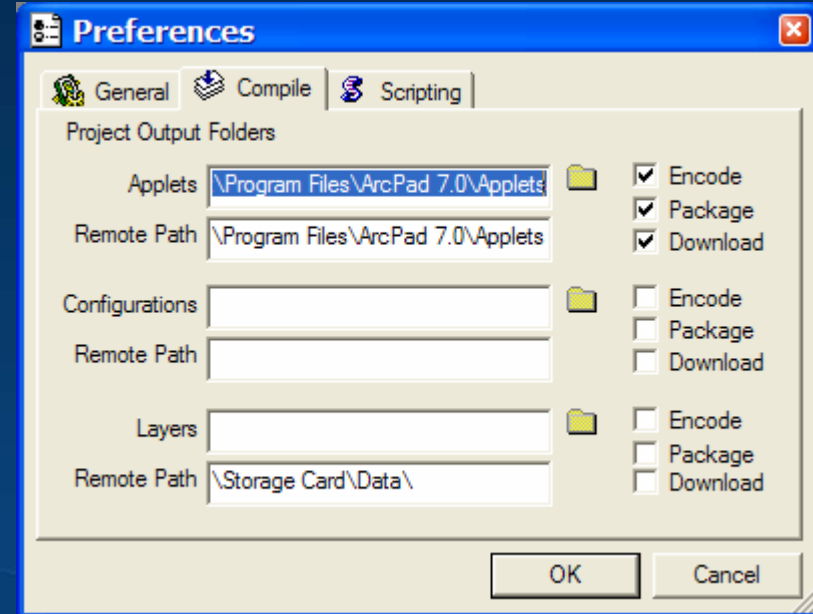 Preferences
General Compile Scripting
Project Output Folders
Applets \Program Files\ArcPad 7.0\Applets Encode
Package
Remote Path \Program Files\ArcPad 7.0\Applets Download
Configurations Encode
Package
Remote Path Download
Layers Encode
Package
Remote Path \Storage Card\Data\ Download
OK Cancel